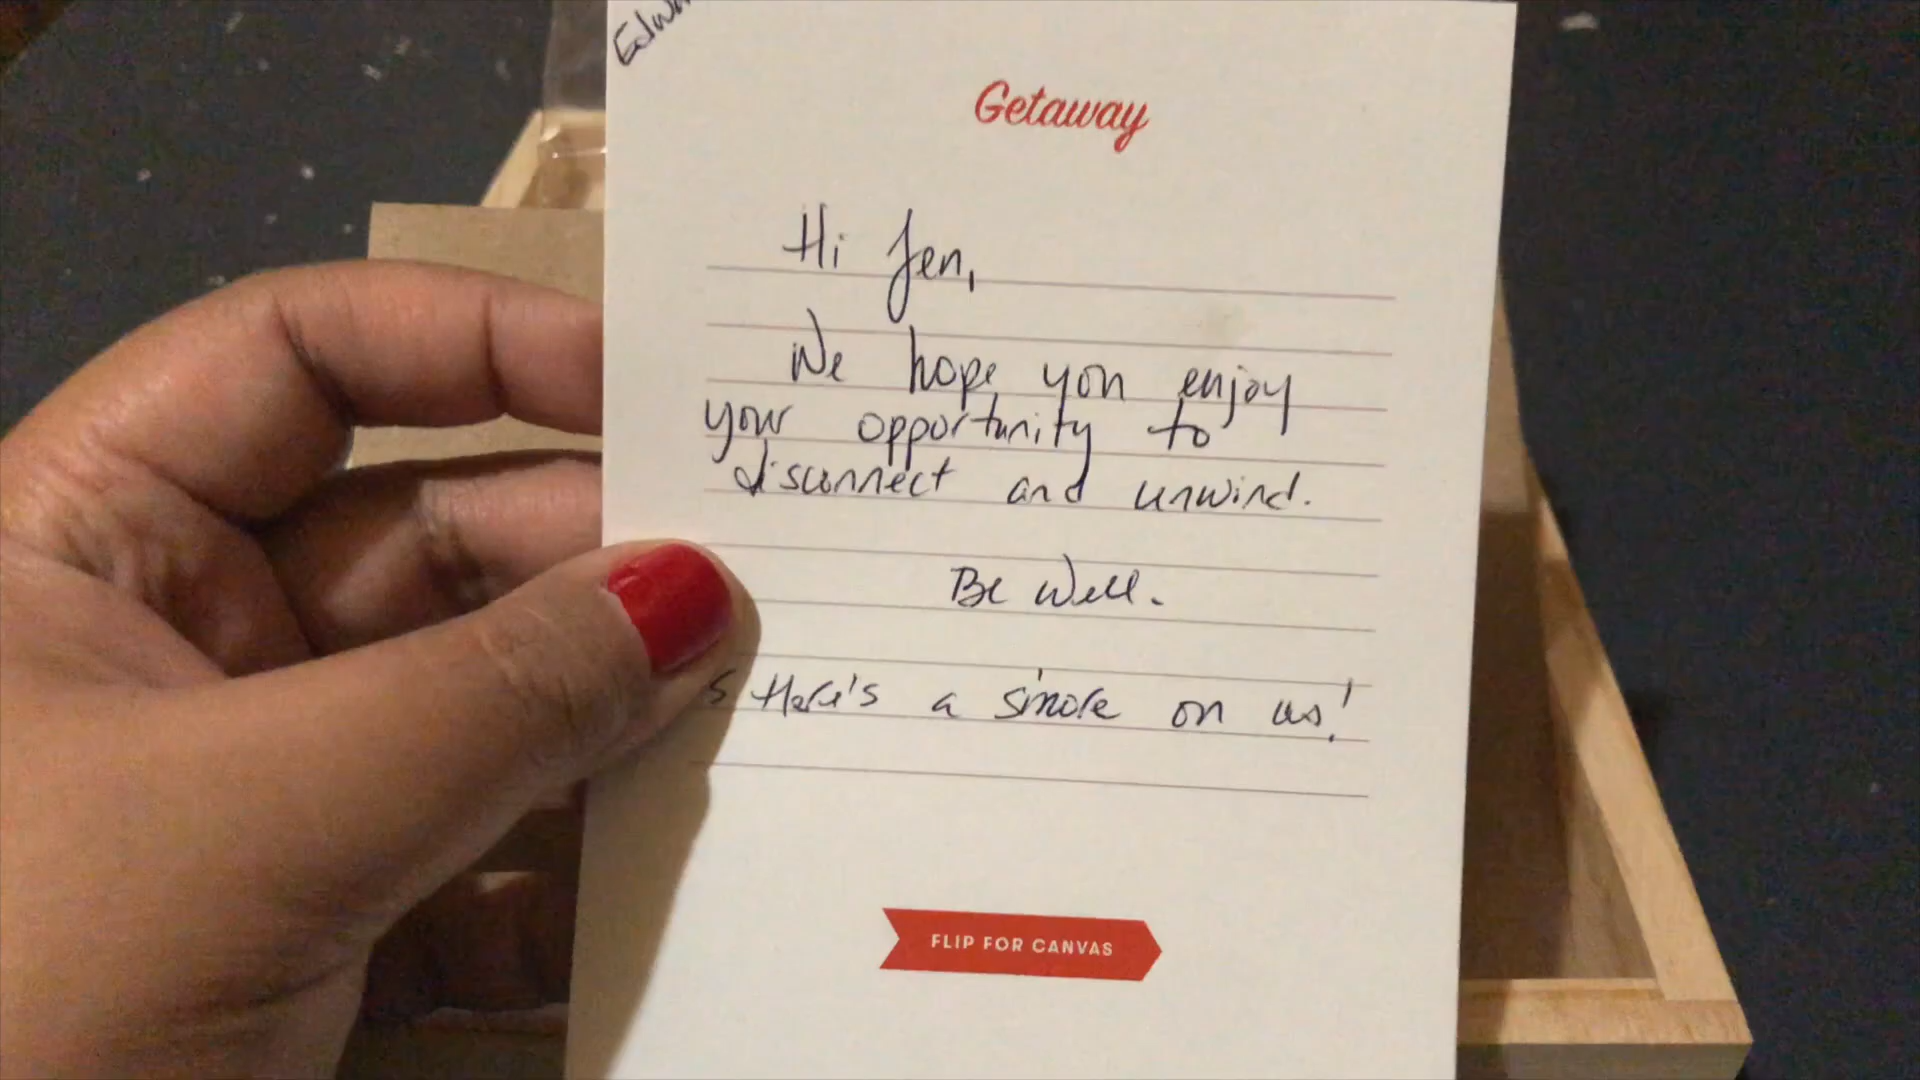 Getaway
Hi Jen,
We hope you enjoy
your opportunity to
disconnect and unwind.
Be Well.
s Here's a s'more on us!
FLIP FOR CANVAS